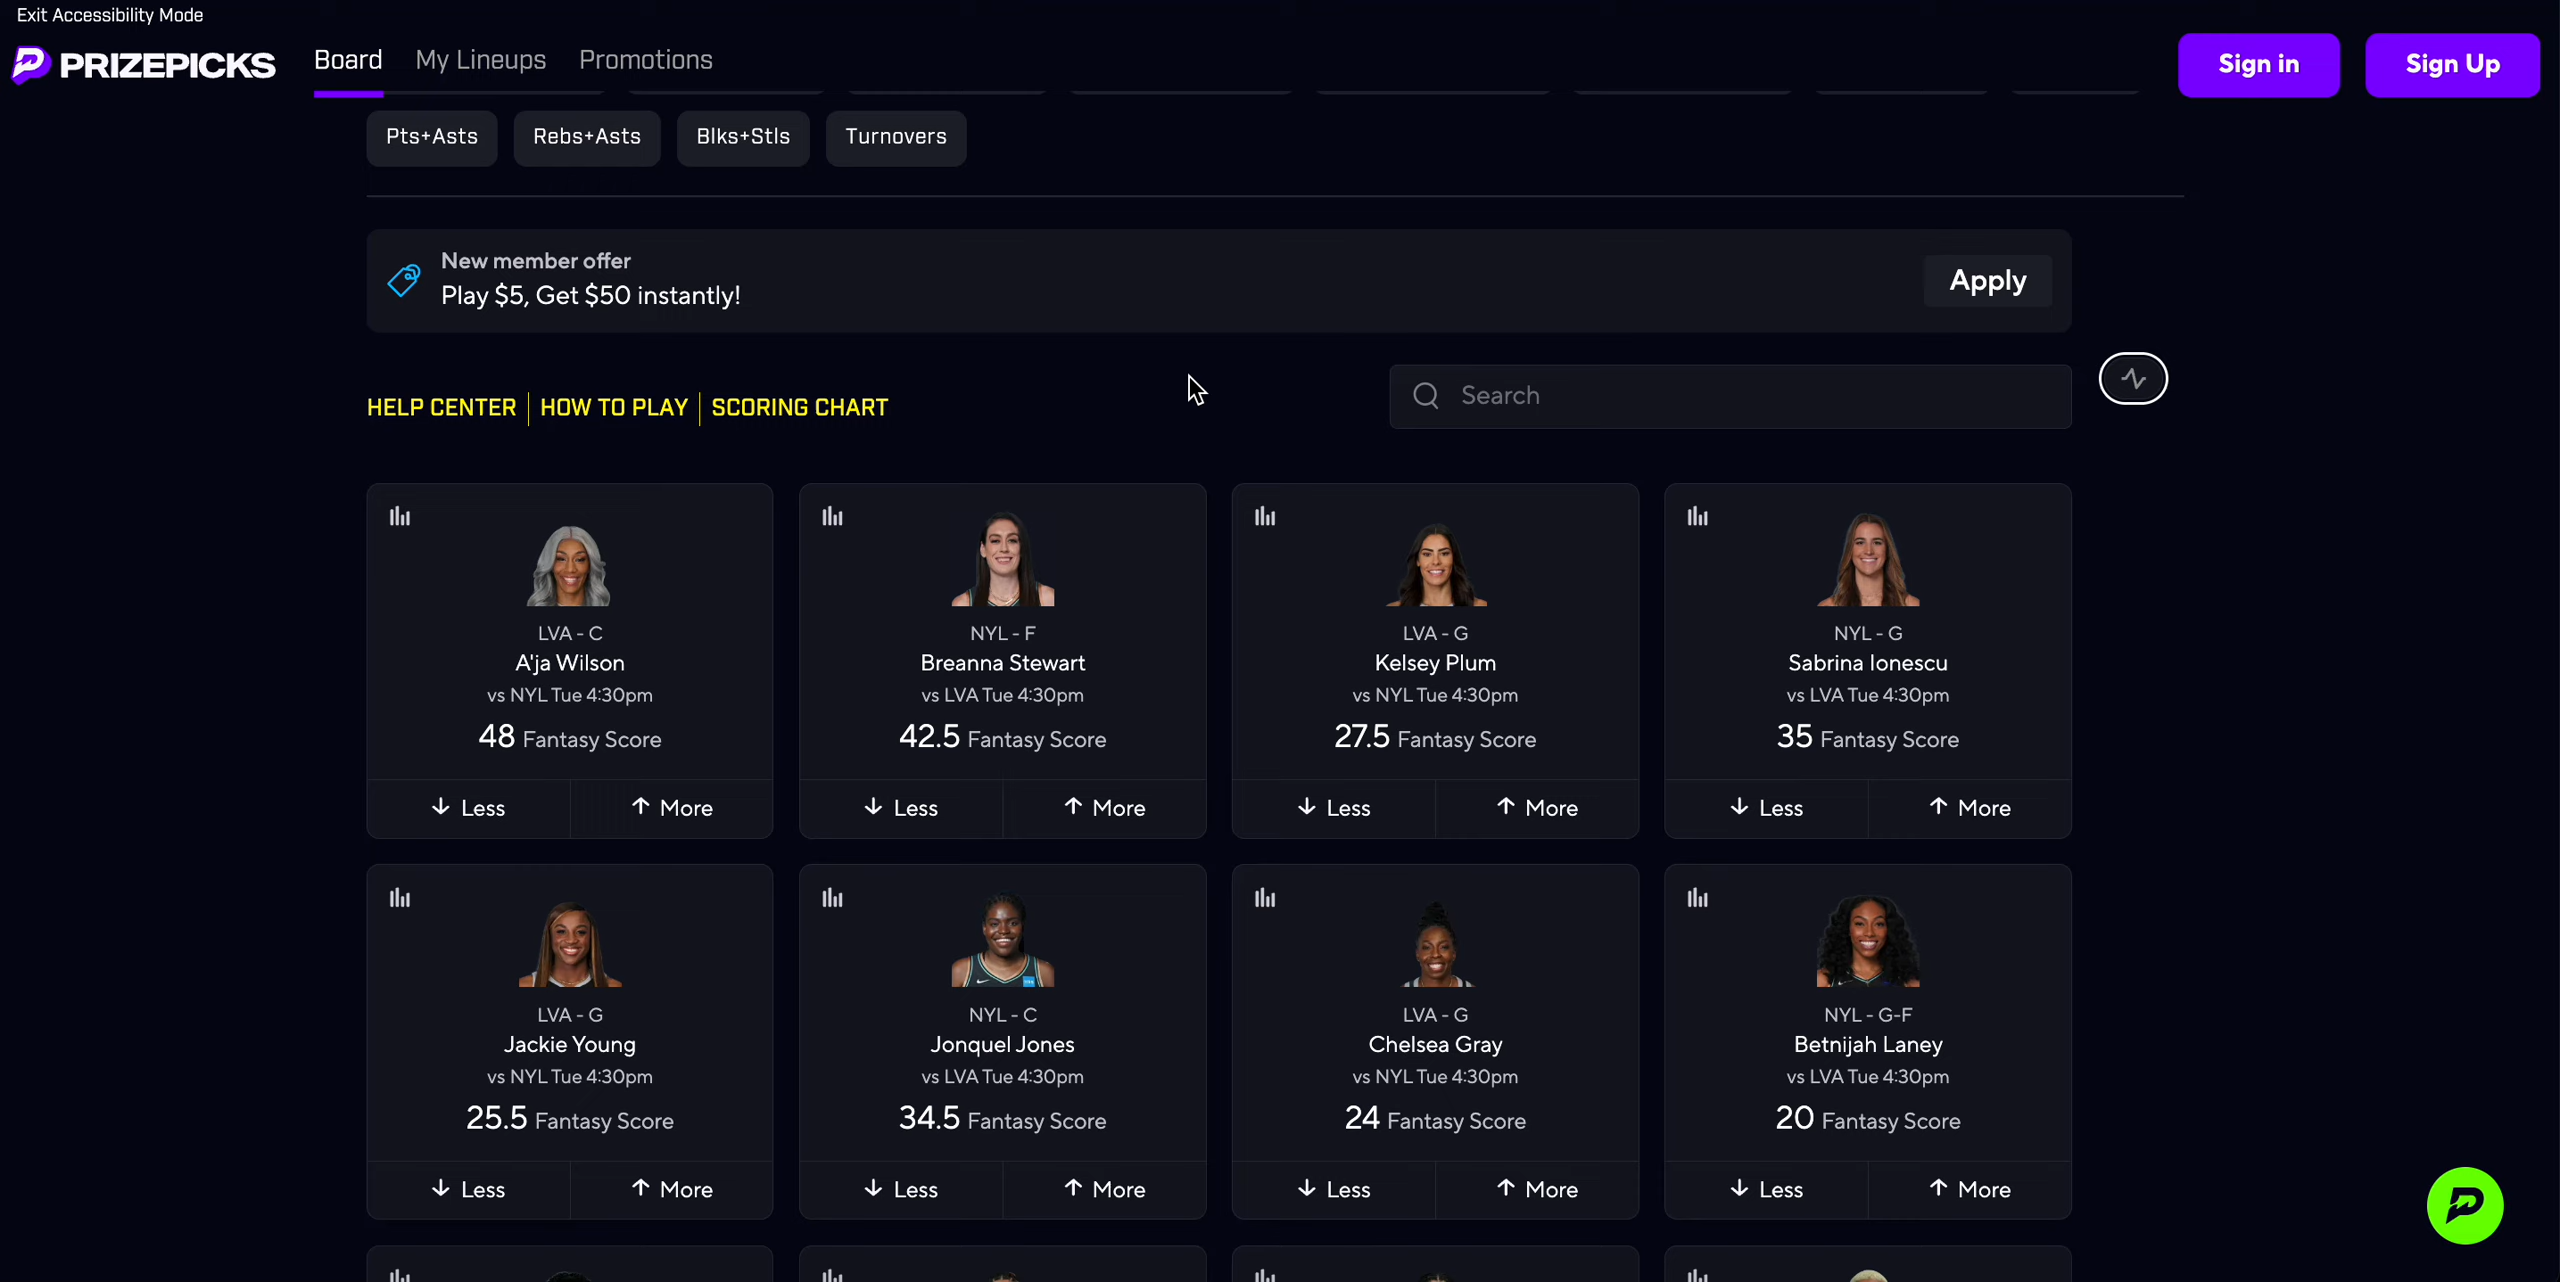 Exit Accessibility Mode
PRIZEPICKS
Board
My Lineups
Promotions
Sign in
Sign Up
Pts+Asts
Rebs+Asts
Blks+Stls
Turnovers
New member offer
Play $5, Get $50 instantly!
Apply
HELP CENTER
HOW TO PLAY
SCORING CHART
Search
LVA - C
A'ja Wilson
vs NYL Tue 4:30pm
48 Fantasy Score
Less
More
NYL - F
Breanna Stewart
vs LVA Tue 4:30pm
42.5 Fantasy Score
Less
More
LVA - G
Kelsey Plum
vs NYL Tue 4:30pm
27.5 Fantasy Score
Less
More
NYL - G
Sabrina Ionescu
vs LVA Tue 4:30pm
35 Fantasy Score
Less
More
LVA - G
Jackie Young
vs NYL Tue 4:30pm
25.5 Fantasy Score
Less
More
NYL - C
Jonquel Jones
vs LVA Tue 4:30pm
34.5 Fantasy Score
Less
More
LVA - G
Chelsea Gray
vs NYL Tue 4:30pm
24 Fantasy Score
Less
More
NYL - G-F
Betnijah Laney
vs LVA Tue 4:30pm
20 Fantasy Score
Less
More